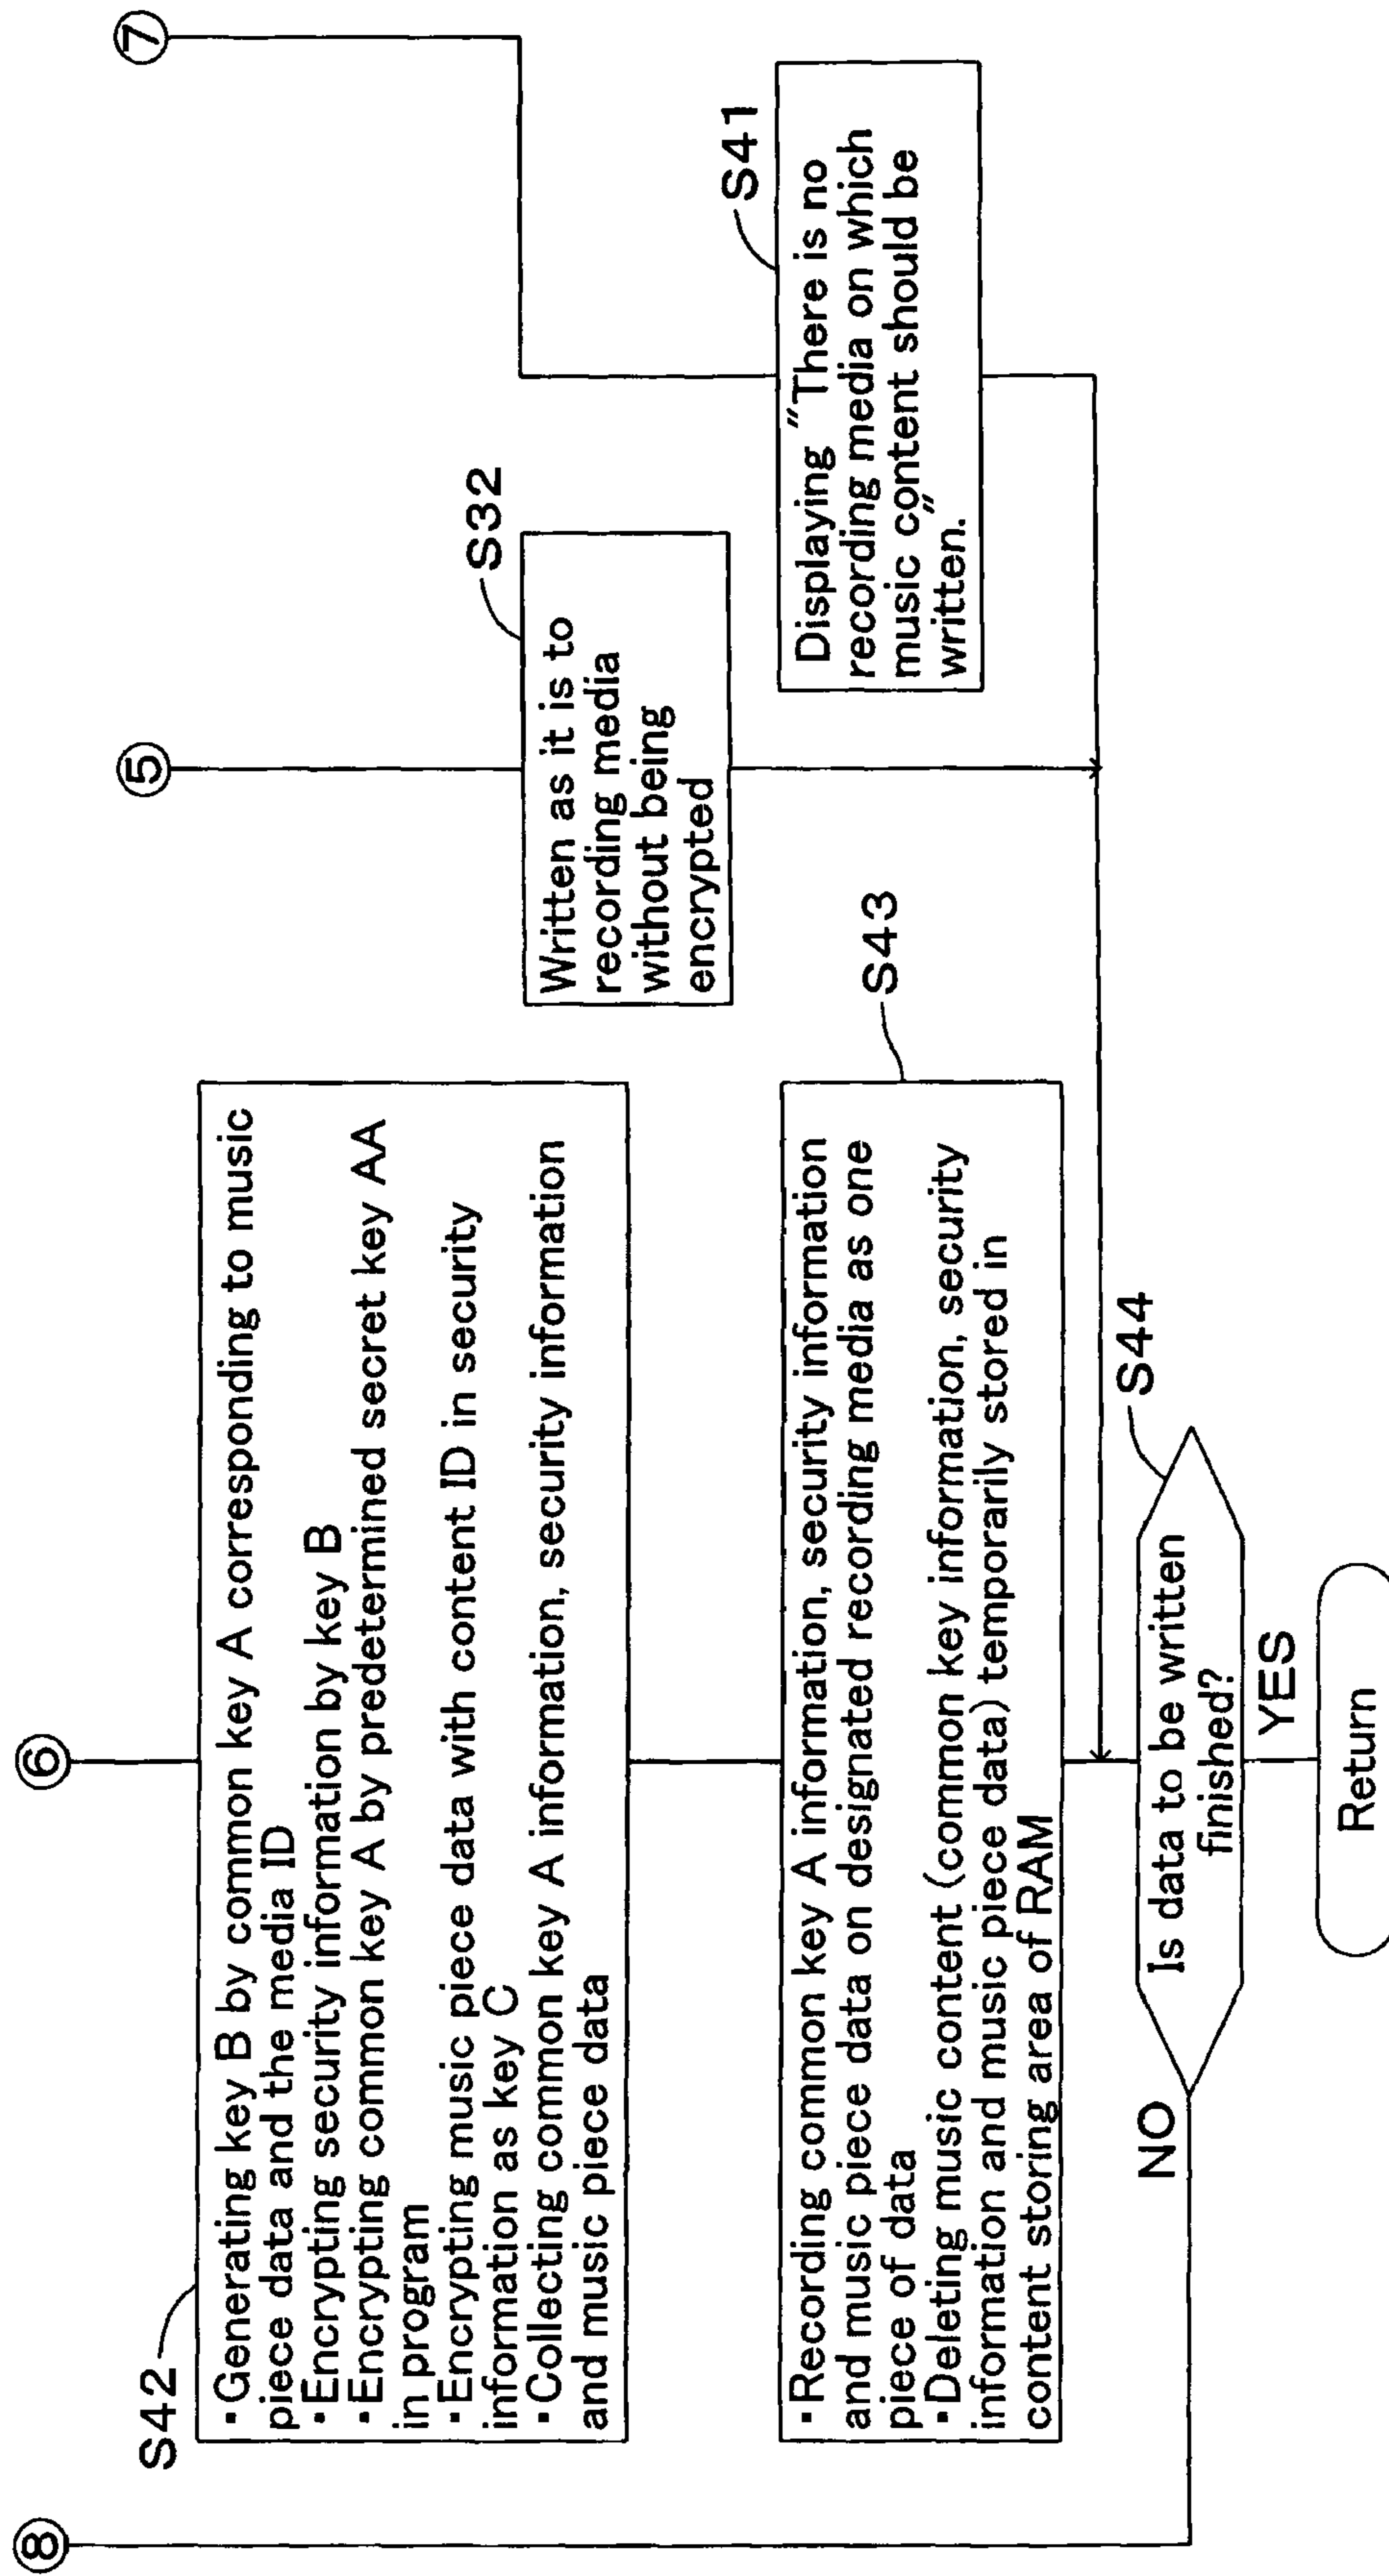 ⑧
⑥
⑤
⑦
S42
・Generating key B by common key A corresponding to music
piece data and the media ID
・Encrypting security information by key B
・Encrypting common key A by predetermined secret key AA
in program
・Encrypting music piece data with content ID in security
information as key C
・Collecting common key A information, security information
and music piece data
S32
Written as it is to
recording media
without being
encrypted
S41
Displaying "There is no
recording media on which
music content should be
written."
S43
・Recording common key A information, security information
and music piece data on designated recording media as one
piece of data
・Deleting music content (common key information, security
information and music piece data) temporarily stored in
content storing area of RAM
S44
Is data to be written
finished?
NO
YES
Return